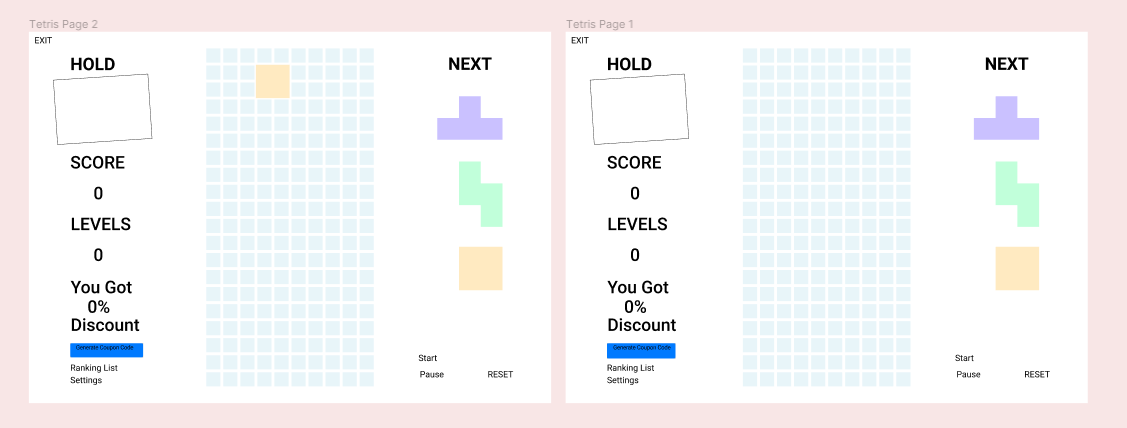 Tetris Page 2
EXIT
HOLD
NEXT
SCORE
0
LEVELS
0
You Got
0%
Discount
Generate Coupon Code
Ranking List
Settings
Start
Pause
RESET
Tetris Page 1
EXIT
HOLD
NEXT
SCORE
0
LEVELS
0
You Got
0%
Discount
Generate Coupon Code
Ranking List
Settings
Start
Pause
RESET